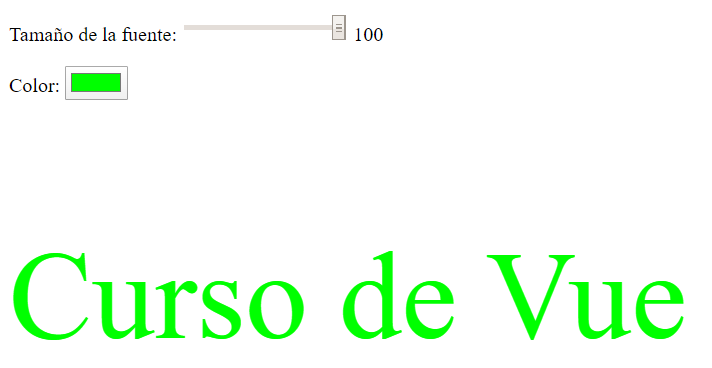 Tamaño de la fuente: 100
Color:
Curso de Vue